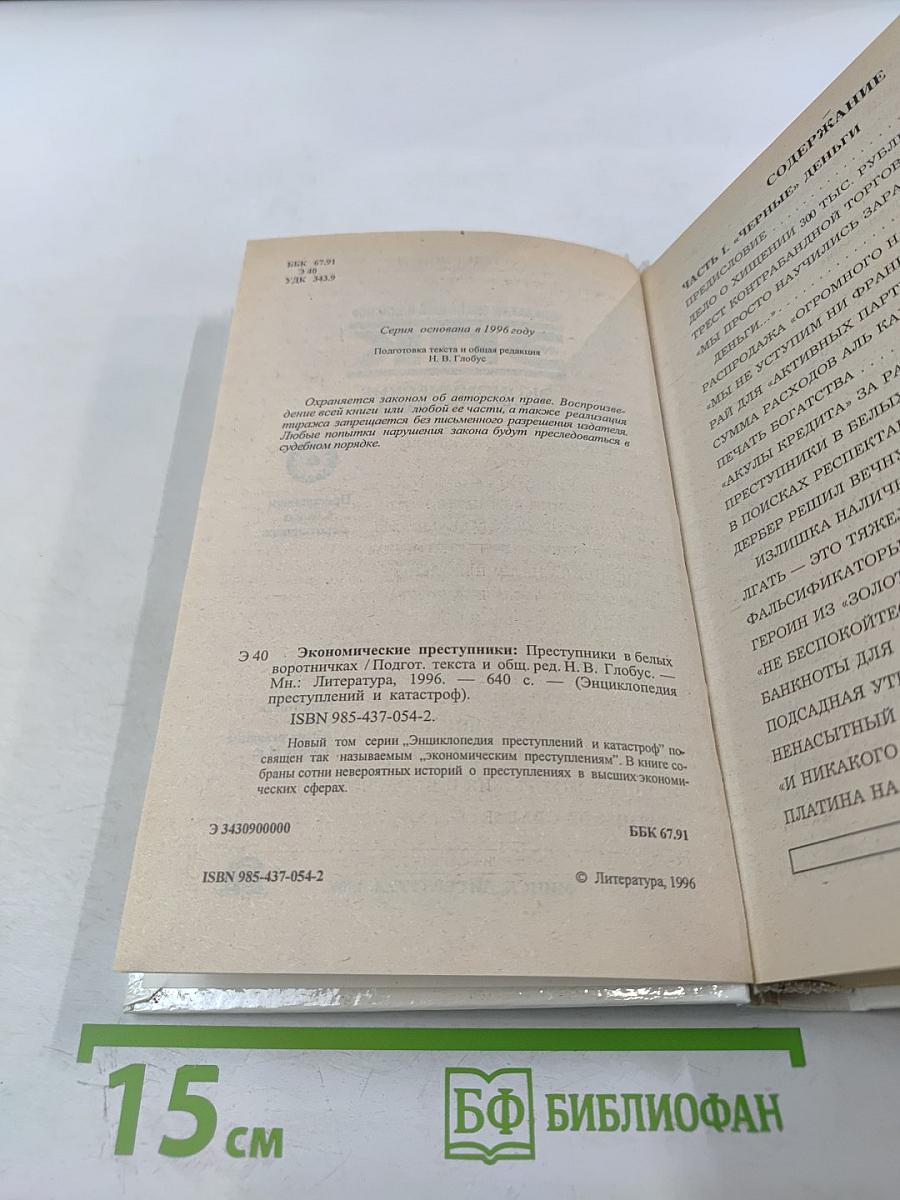 ББК 67.91
Э 40
УДК 343.9
Серия основана в 1996 году
Подготовка текста и общая редакция
Н. В. Глобус
Охраняется законом об авторском праве. Воспроизве-
дение всей книги или любой ее части, а также реализация
тиража запрещается без письменного разрешения издателя.
Любые попытки нарушения закона будут преследоваться в
судебном порядке.
Э 40 Экономические преступники: Преступники в белых
воротничках / Подгот. текста и общ. ред. Н. В. Глобус. —
Мн.: Литература, 1996. — 640 с. — (Энциклопедия
преступлений и катастроф).
ISBN 985-437-054-2.
Новый том серии „Энциклопедия преступлений и катастроф" по-
священ так называемым „экономическим преступлениям". В книге со-
браны сотни невероятных историй о преступлениях в высших экономи-
ческих сферах.
Э 3430900000 ББК 67.91
ISBN 985-437-054-2 © Литература, 1996
СОДЕРЖАНИЕ
ЧАСТЬ I. «ЧЕРНЫЕ» ДЕНЬГИ
ПРЕДИСЛОВИЕ
ДЕЛО О ХИЩЕНИИ 300 ТЫС. РУБЛ
ТРЕСТ КОНТРАБАНДНОЙ ТОРГОВ
«МЫ ПРОСТО НАУЧИЛИСЬ ЗАРА
ДЕНЬГИ...»
РАСПРОДАЖА «ОГРОМНОГО Н
«МЫ НЕ УСТУПИМ НИ ФРАН
РАЙ ДЛЯ «АКТИВНЫХ ПАРТ
СУММА РАСХОДОВ АЛЬ КА
ПЕЧАТЬ БОГАТСТВА
«АКУЛЫ КРЕДИТА» ЗА РА
ПРЕСТУПНИКИ В БЕЛЫХ
В ПОИСКАХ РЕСПЕКТА
ДЕРБЕР РЕШИЛ ВЕЧНУ
ИЗЛИШКА НАЛИЧН
ЛГАТЬ — ЭТО ТЯЖЕЛ
ФАЛЬСИФИКАТОРЫ
ГЕРОИН ИЗ «ЗОЛОТ
«НЕ БЕСПОКОЙТЕС
БАНКНОТЫ ДЛЯ
ПОДСАДНАЯ УТ
НЕНАСЫТНЫЙ
«И НИКАКОГО
ПЛАТИНА НА
15 см
БФ БИБЛИОФАН